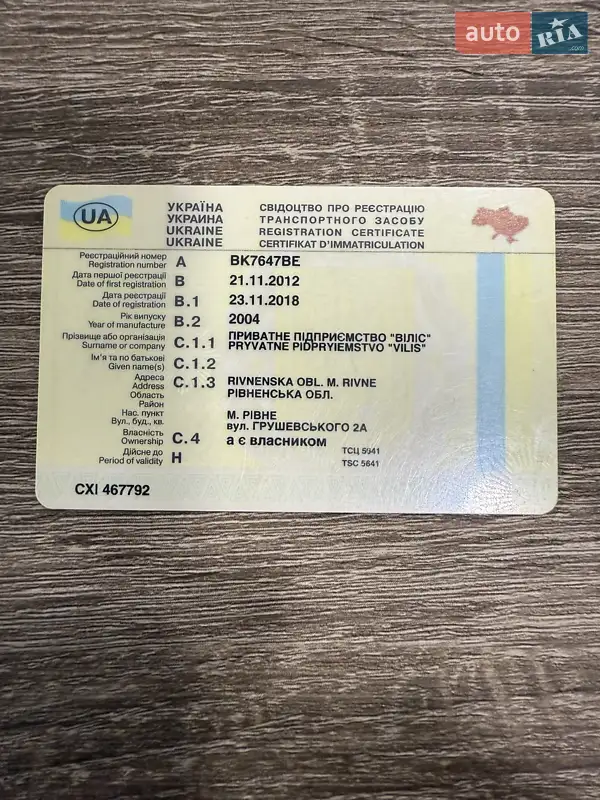 auto RIA .com
UA
УКРАЇНА
УКРАИНА
UKRAINE
UKRAINE
СВІДОЦТВО ПРО РЕЄСТРАЦІЮ
ТРАНСПОРТНОГО ЗАСОБУ
REGISTRATION CERTIFICATE
CERTIFIKAT D'IMMATRICULATION
Реєстраційний номер
Registration number A BK7647BE
Дата першої реєстрації
Date of first registration B 21.11.2012
Дата реєстрації
Date of registration B.1 23.11.2018
Рік випуску
Year of manufacture B.2 2004
Прізвище або організація
Surname or company C.1.1 ПРИВАТНЕ ПІДПРИЄМСТВО "ВІЛІС"
PRYVATNE PIDPRYIEMSTVO "VILIS"
Ім'я та по батькові
Given name(s) C.1.2
Адреса
Address C.1.3 RIVNENSKA OBL. M. RIVNE
Область РІВНЕНСЬКА ОБЛ.
Район
Нас. пункт М. РІВНЕ
Вул., буд., кв. вул. ГРУШЕВСЬКОГО 2А
Власність
Ownership C.4 а є власником
Дійсне до
Period of validity H
ТСЦ 5941
TSC 5641
CXI 467792